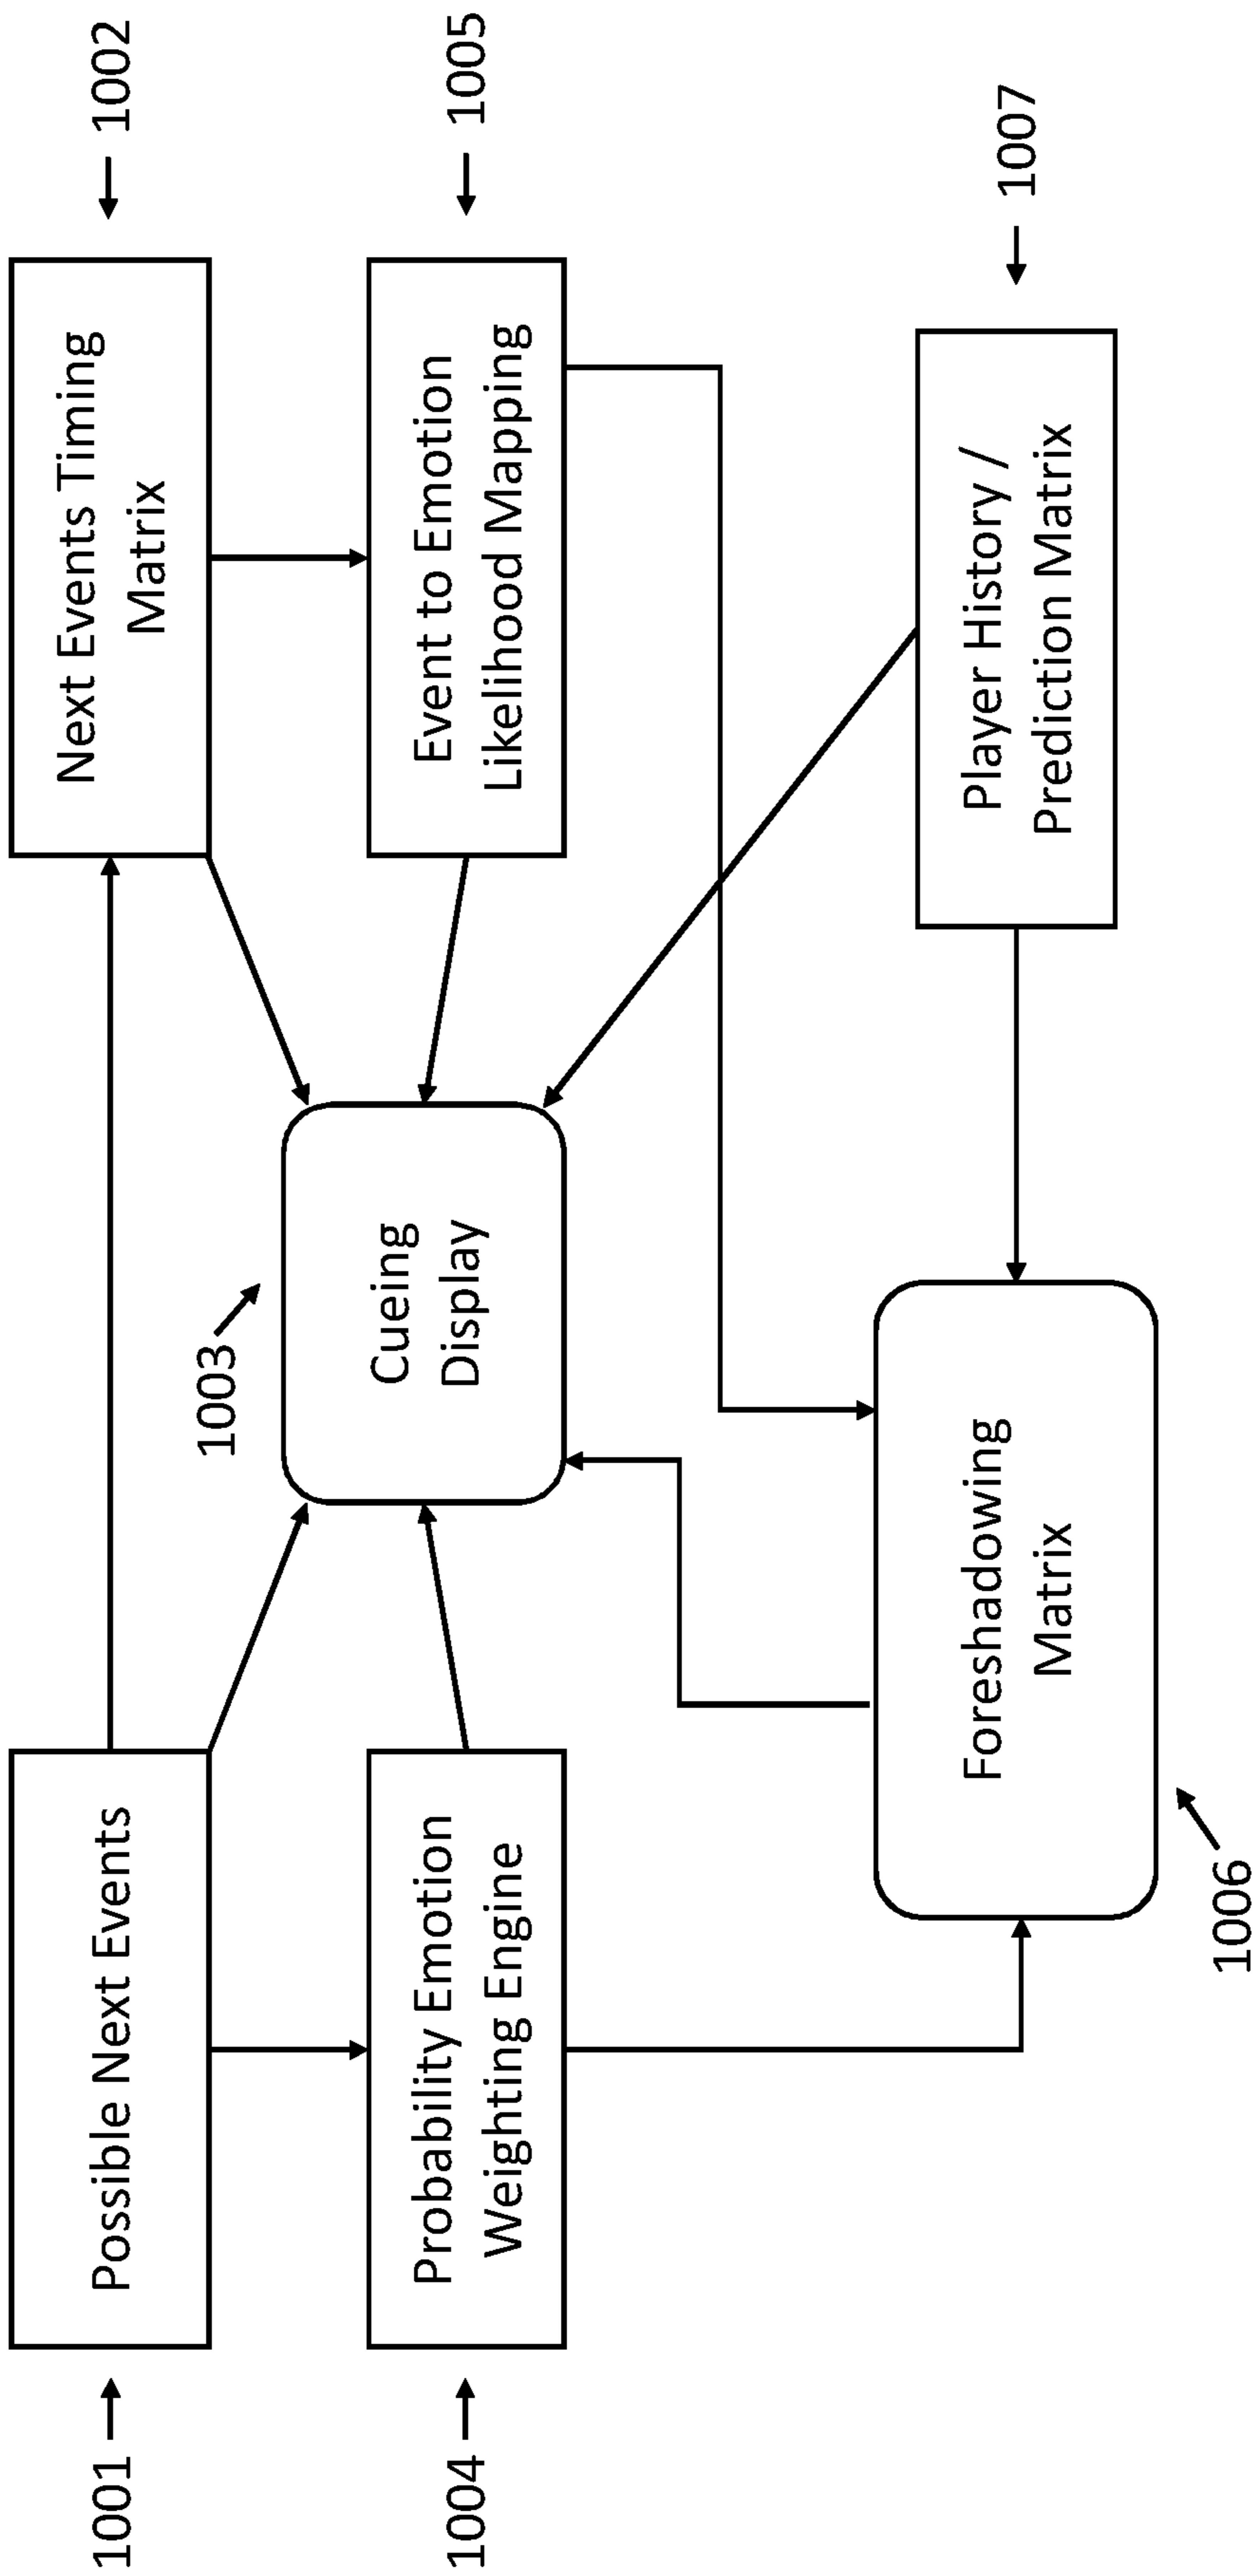 1001
Possible Next Events
Next Events Timing
Matrix
1002
1003
Cueing
Display
1004
Probability Emotion
Weighting Engine
Event to Emotion
Likelihood Mapping
1005
1006
Foreshadowing
Matrix
Player History /
Prediction Matrix
1007